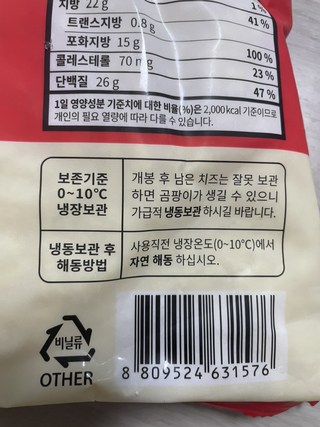 지방 22 g
트랜스지방 0.8 g 41 %
포화지방 15 g
콜레스테롤 70 mg 100 %
단백질 26 g 23 %
47 %
1일 영양성분 기준치에 대한 비율(%)은 2,000 kcal 기준이므로
개인의 필요 열량에 따라 다를 수 있습니다.
보존기준
0~10℃
냉장보관
개봉 후 남은 치즈는 잘못 보관
하면 곰팡이가 생길 수 있으니
가급적 냉동보관 하시길 바랍니다.
냉동보관 후
해동방법
사용직전 냉장온도(0~10℃)에서
자연 해동 하십시오.
비닐류
OTHER
8 809524 631576